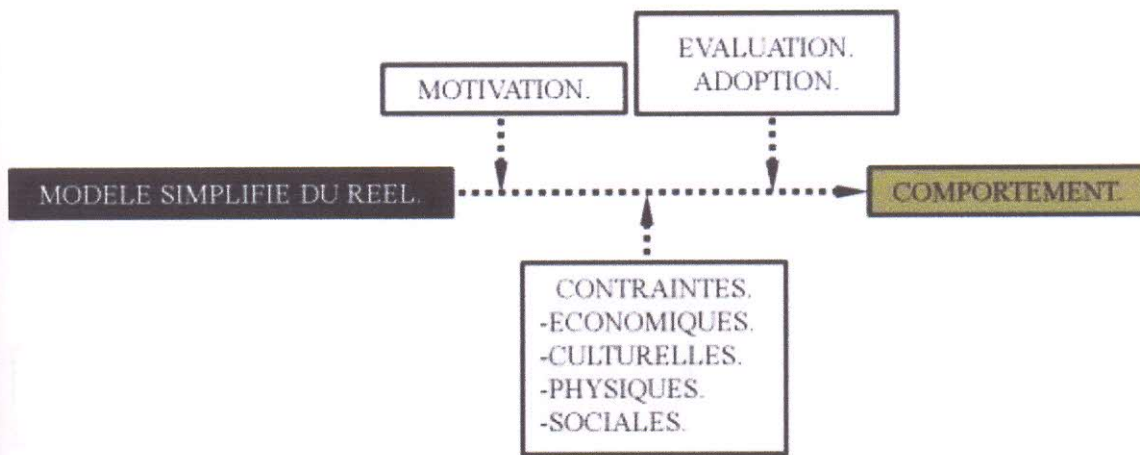 MOTIVATION.
EVALUATION.
ADOPTION.
MODELE SIMPLIFIE DU REEL.
COMPORTEMENT.
CONTRAINTES.
-ECONOMIQUES.
-CULTURELLES.
-PHYSIQUES.
-SOCIALES.